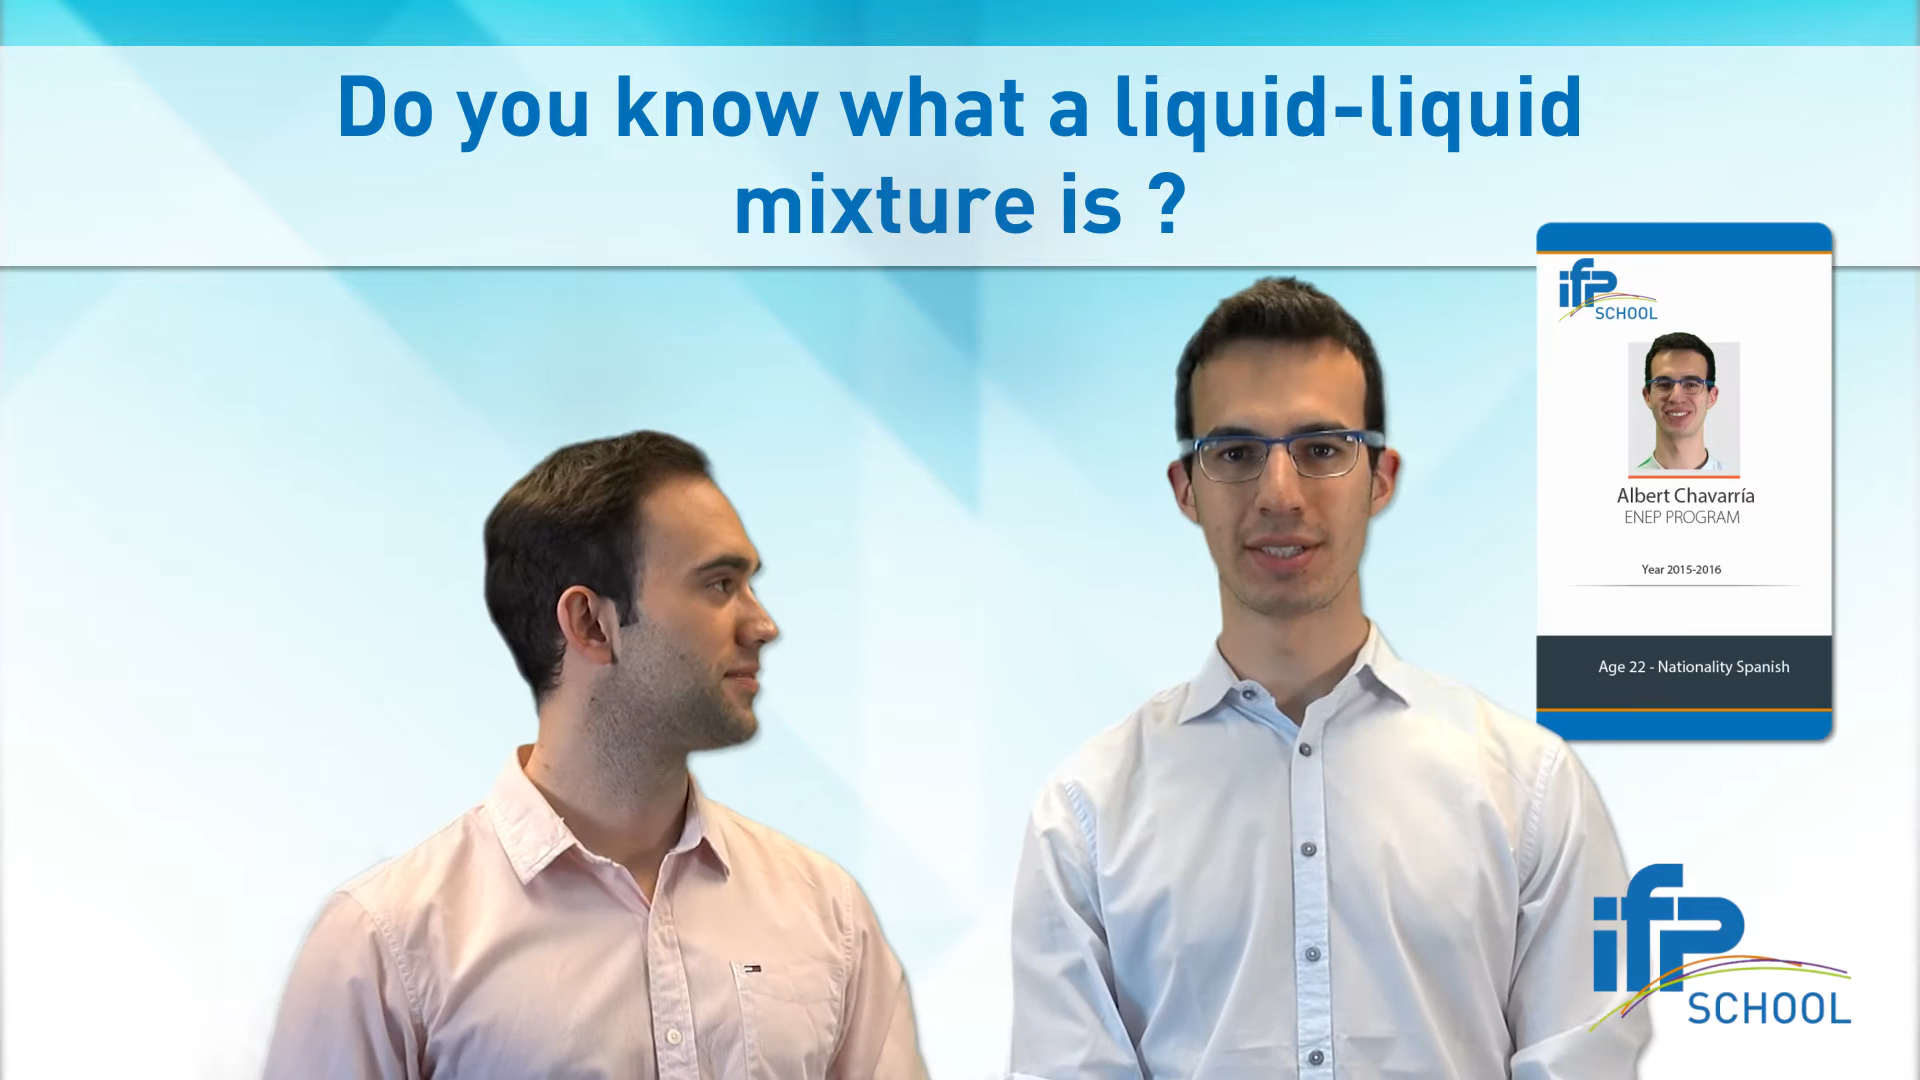 Do you know what a liquid-liquid
mixture is ?
ifp
SCHOOL
Albert Chavarría
ENEP PROGRAM
Year 2015-2016
Age 22 - Nationality Spanish
ifp
SCHOOL